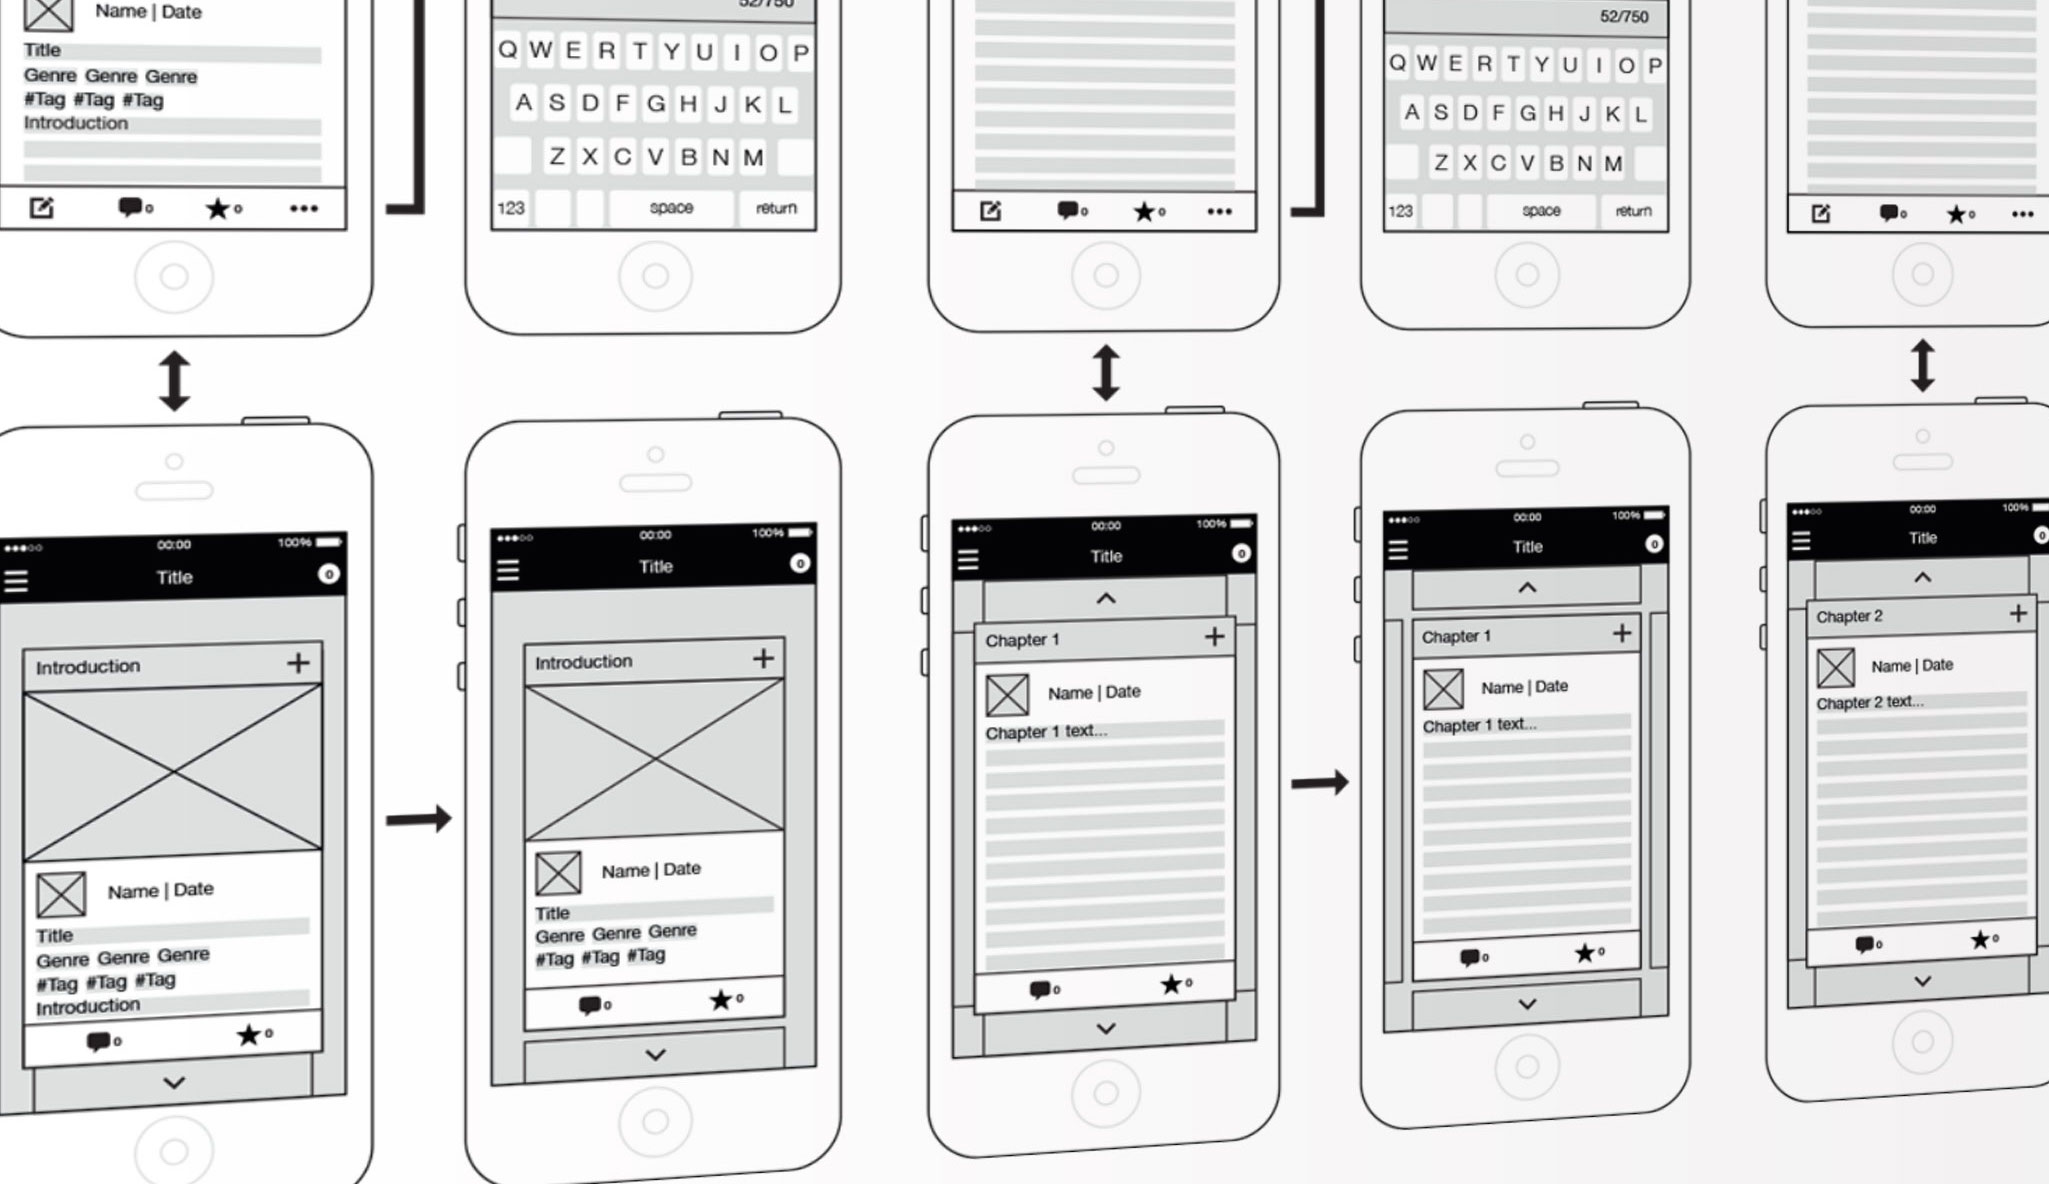 Name | Date
Title
Genre Genre Genre
#Tag #Tag #Tag
Introduction
0
0
52/750
Q W E R T Y U I O P
A S D F G H J K L
Z X C V B N M
123
space
return
0
0
52/750
Q W E R T Y U I O P
A S D F G H J K L
Z X C V B N M
123
space
return
0
0
00:00
100%
Title
0
Introduction
Name | Date
Title
Genre Genre Genre
#Tag #Tag #Tag
Introduction
0
0
00:00
100%
Title
0
Introduction
Name | Date
Title
Genre Genre Genre
#Tag #Tag #Tag
0
0
00:00
100%
Title
0
Chapter 1
Name | Date
Chapter 1 text...
0
0
00:00
100%
Title
0
Chapter 1
Name | Date
Chapter 1 text...
0
0
00:00
100%
Title
0
Chapter 2
Name | Date
Chapter 2 text...
0
0